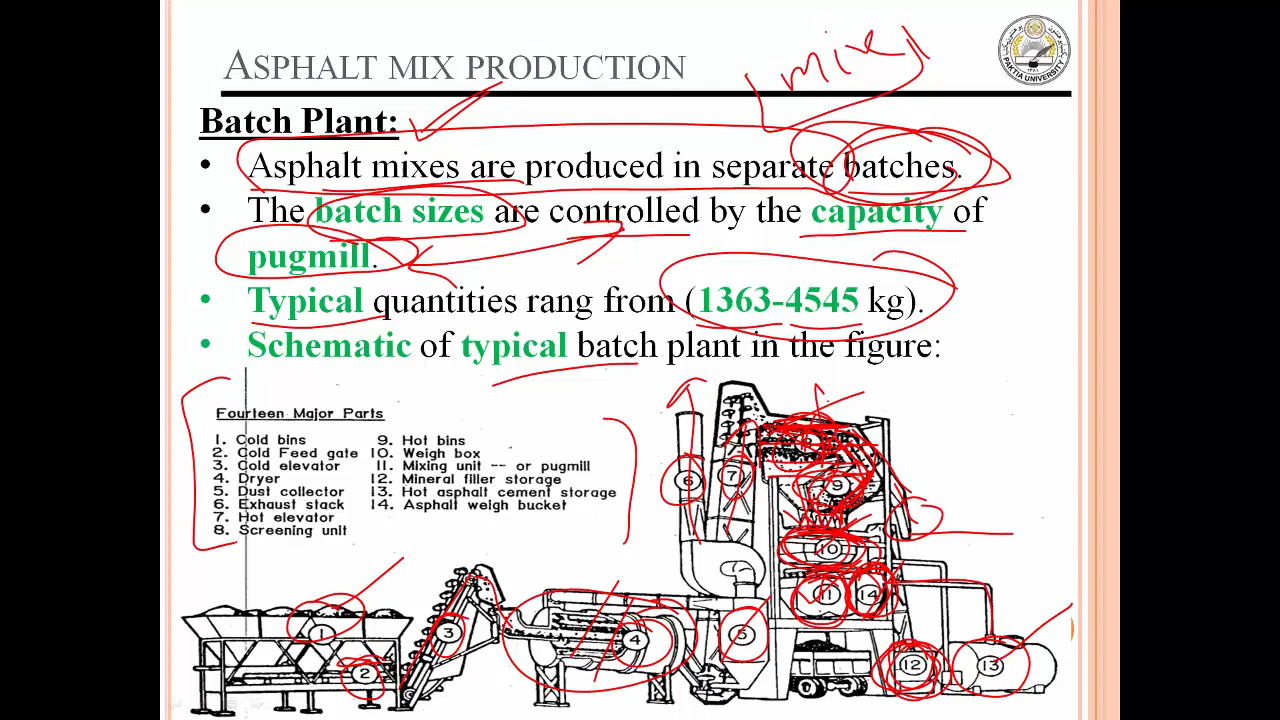 ASPHALT MIX PRODUCTION
mix
PAKTIA UNIVERSITY
Batch Plant:
• Asphalt mixes are produced in separate batches.
• The batch sizes are controlled by the capacity of
pugmill.
• Typical quantities rang from (1363-4545 kg).
• Schematic of typical batch plant in the figure:
Fourteen Major Parts
1. Cold bins
2. Cold Feed gate
3. Cold elevator
4. Dryer
5. Dust collector
6. Exhaust stack
7. Hot elevator
8. Screening unit
9. Hot bins
10. Weigh box
11. Mixing unit -- or pugmill
12. Mineral filler storage
13. Hot asphalt cement storage
14. Asphalt weigh bucket
6
7
9
10
11
14
1
3
4
5
2
12
13